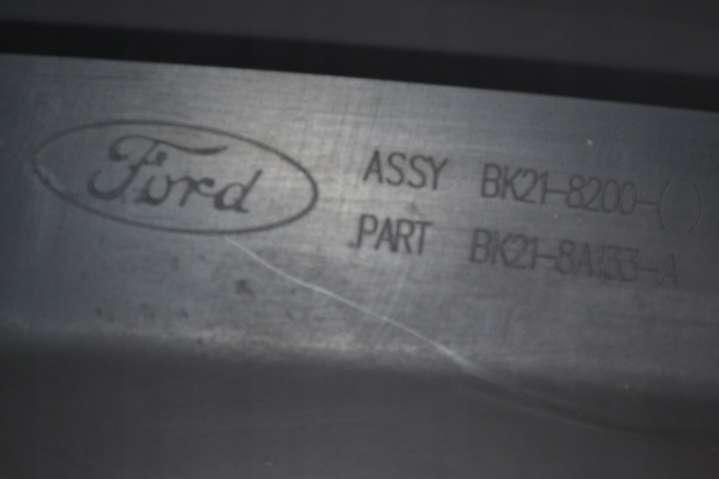 Ford
ASSY BK21-8200-( )
PART BK21-8A133-A